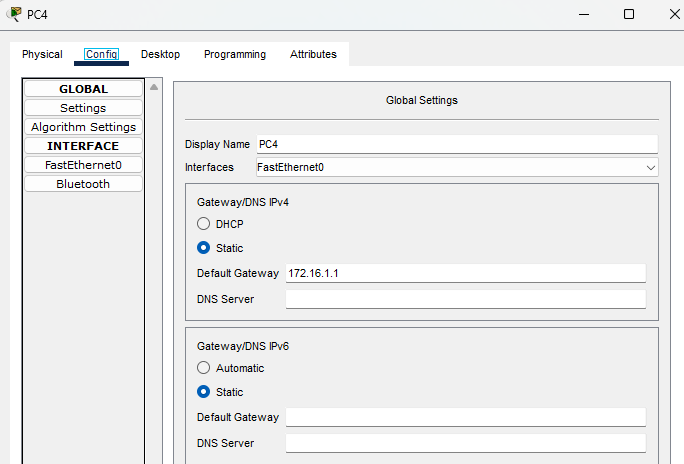 PC4
Physical Config Desktop Programming Attributes
GLOBAL
Settings
Algorithm Settings
INTERFACE
FastEthernet0
Bluetooth
Global Settings
Display Name PC4
Interfaces FastEthernet0
Gateway/DNS IPv4
DHCP
Static
Default Gateway 172.16.1.1
DNS Server
Gateway/DNS IPv6
Automatic
Static
Default Gateway
DNS Server